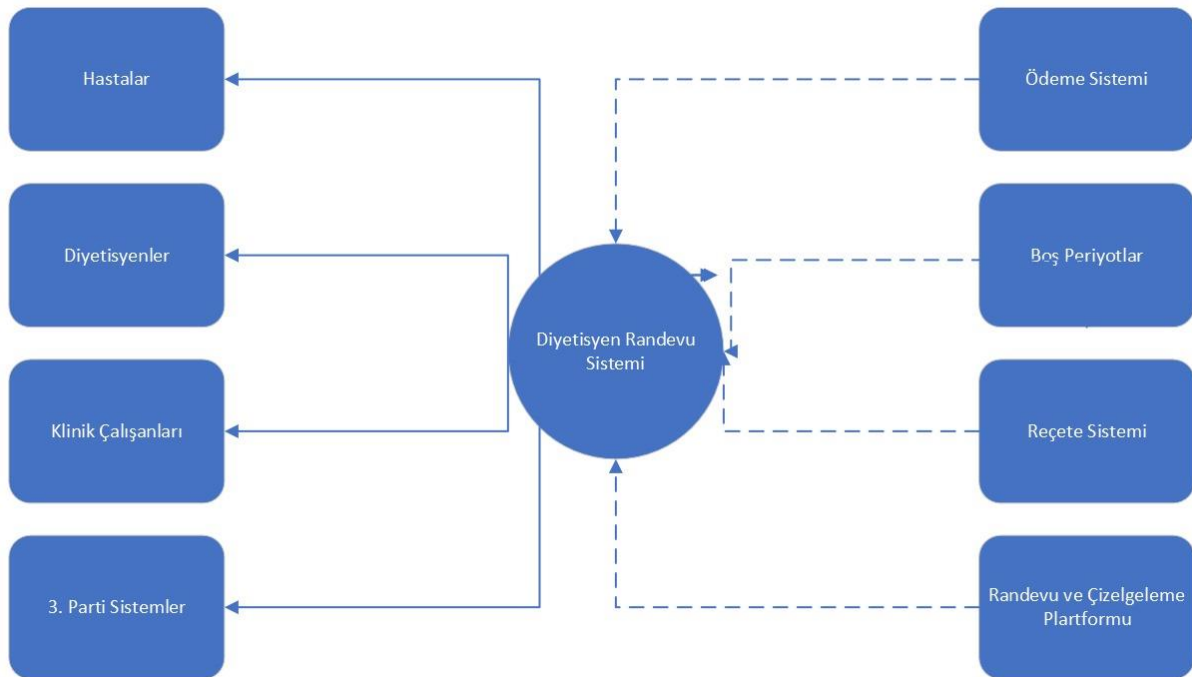 Hastalar
Ödeme Sistemi
Diyetisyenler
Boş Periyotlar
Diyetisyen Randevu
Sistemi
Klinik Çalışanları
Reçete Sistemi
3. Parti Sistemler
Randevu ve Çizelgeleme
Plartformu